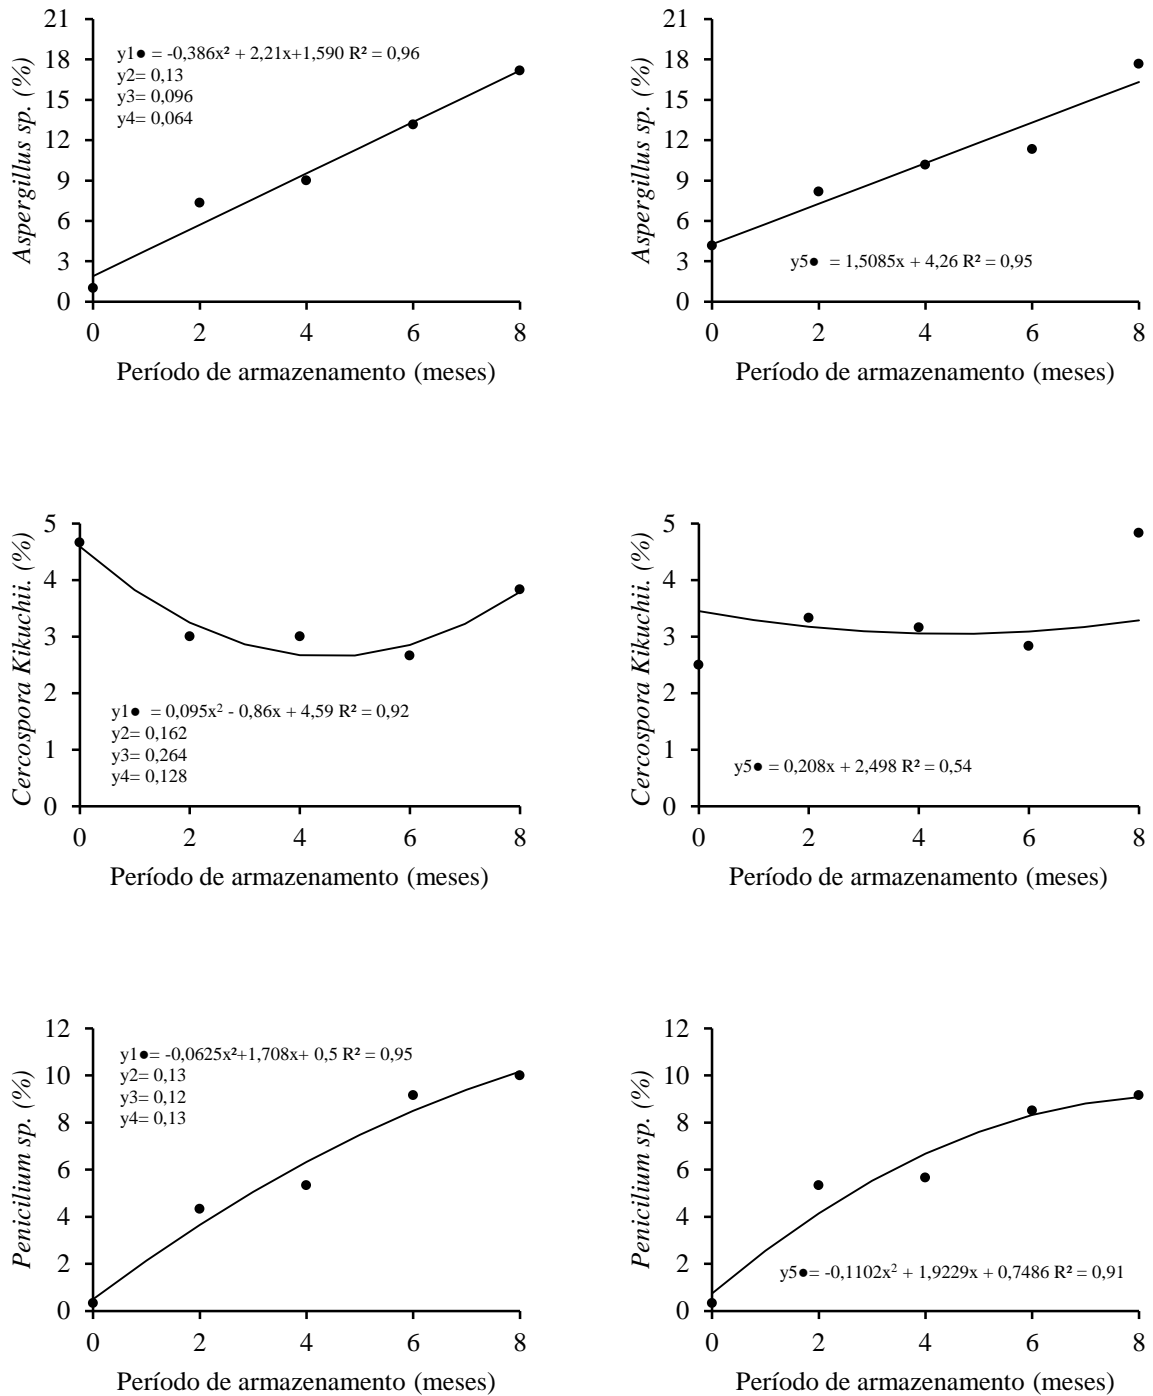 21
18
15
12
9
6
3
0
Aspergillus sp. (%)
y1● = -0,386x² + 2,21x+1,590 R² = 0,96
y2= 0,13
y3= 0,096
y4= 0,064
0 2 4 6 8
Período de armazenamento (meses)
21
18
15
12
9
6
3
0
Aspergillus sp. (%)
y5● = 1,5085x + 4,26 R² = 0,95
0 2 4 6 8
Período de armazenamento (meses)
5
4
3
2
1
0
Cercospora Kikuchii. (%)
y1● = 0,095x² - 0,86x + 4,59 R² = 0,92
y2= 0,162
y3= 0,264
y4= 0,128
0 2 4 6 8
Período de armazenamento (meses)
5
4
3
2
1
0
Cercospora Kikuchii. (%)
y5● = 0,208x + 2,498 R² = 0,54
0 2 4 6 8
Período de armazenamento (meses)
12
10
8
6
4
2
0
Penicilium sp. (%)
y1●= -0,0625x²+1,708x+ 0,5 R² = 0,95
y2= 0,13
y3= 0,12
y4= 0,13
0 2 4 6 8
Período de armazenamento (meses)
12
10
8
6
4
2
0
Penicilium sp. (%)
y5●= -0,1102x² + 1,9229x + 0,7486 R² = 0,91
0 2 4 6 8
Período de armazenamento (meses)